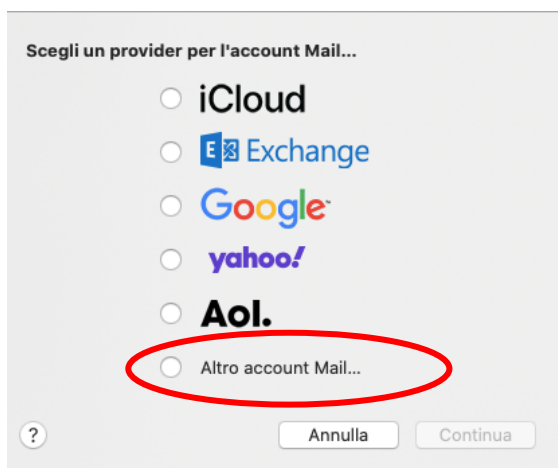 Scegli un provider per l'account Mail...
iCloud
E Exchange
Google
yahoo!
Aol.
Altro account Mail...
? Annulla Continua